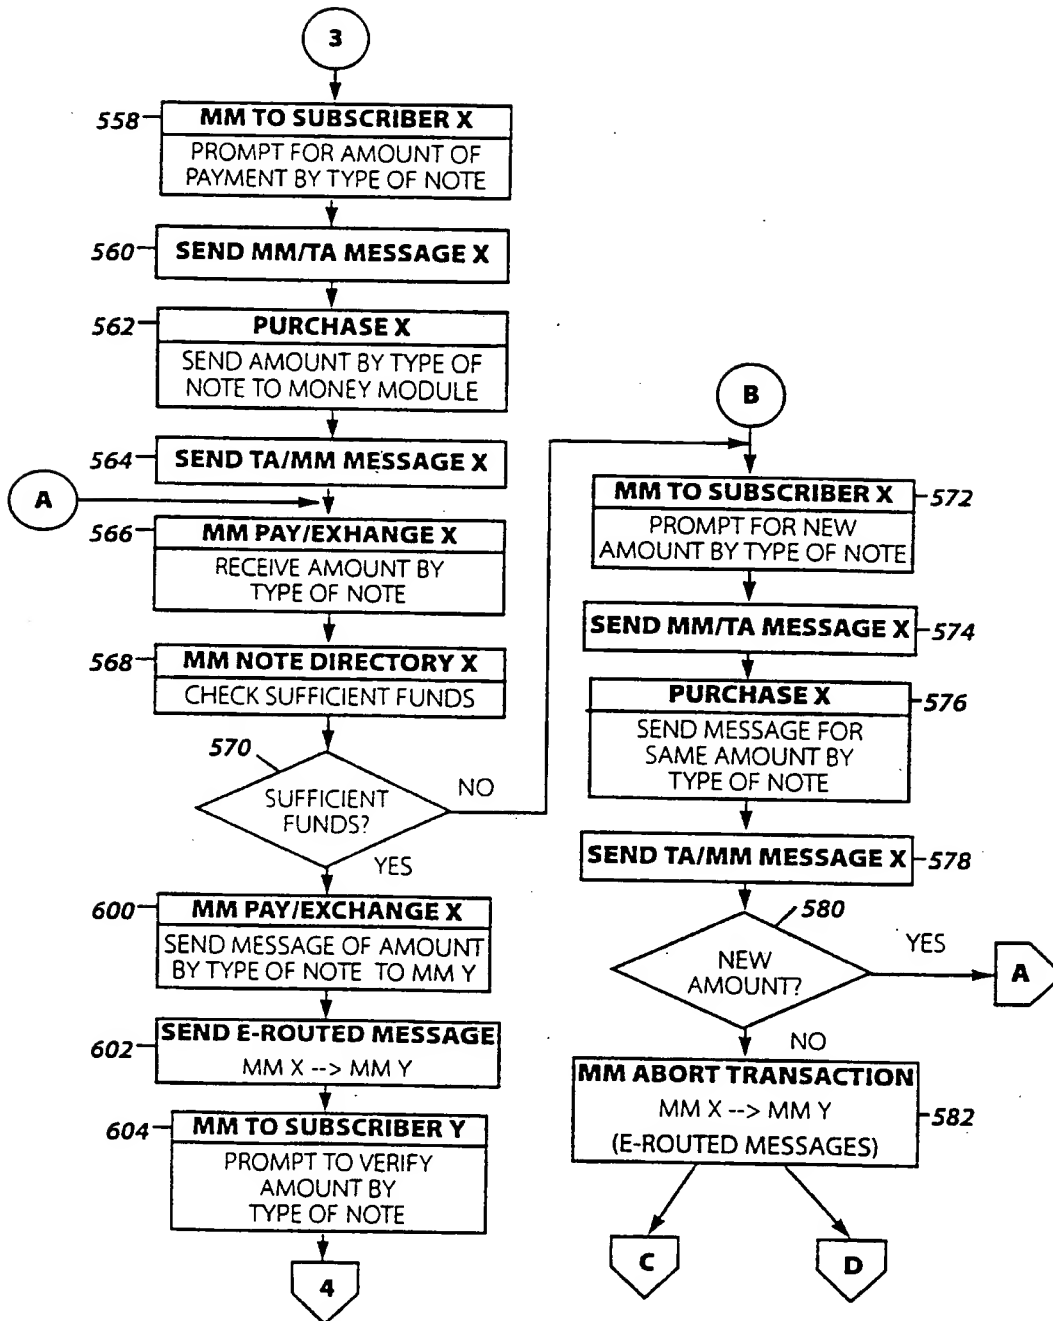 3
558
MM TO SUBSCRIBER X
PROMPT FOR AMOUNT OF
PAYMENT BY TYPE OF NOTE
560
SEND MM/TA MESSAGE X
562
PURCHASE X
SEND AMOUNT BY TYPE OF
NOTE TO MONEY MODULE
564
SEND TA/MM MESSAGE X
A
566
MM PAY/EXHANGE X
RECEIVE AMOUNT BY
TYPE OF NOTE
568
MM NOTE DIRECTORY X
CHECK SUFFICIENT FUNDS
570
SUFFICIENT
FUNDS?
NO
YES
600
MM PAY/EXCHANGE X
SEND MESSAGE OF AMOUNT
BY TYPE OF NOTE TO MM Y
602
SEND E-ROUTED MESSAGE
MM X --> MM Y
604
MM TO SUBSCRIBER Y
PROMPT TO VERIFY
AMOUNT BY
TYPE OF NOTE
4
B
MM TO SUBSCRIBER X
572
PROMPT FOR NEW
AMOUNT BY TYPE OF NOTE
SEND MM/TA MESSAGE X
574
PURCHASE X
576
SEND MESSAGE FOR
SAME AMOUNT BY
TYPE OF NOTE
SEND TA/MM MESSAGE X
578
580
NEW
AMOUNT?
YES
A
NO
MM ABORT TRANSACTION
MM X --> MM Y
(E-ROUTED MESSAGES)
582
C
D